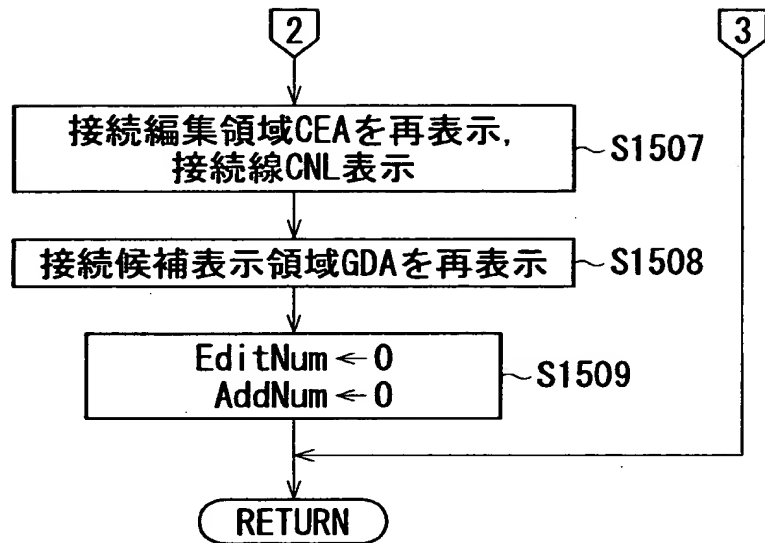 2
3
接続編集領域CEAを再表示,
接続線CNL表示
S1507
接続候補表示領域GDAを再表示
S1508
EditNum←0
AddNum←0
S1509
RETURN